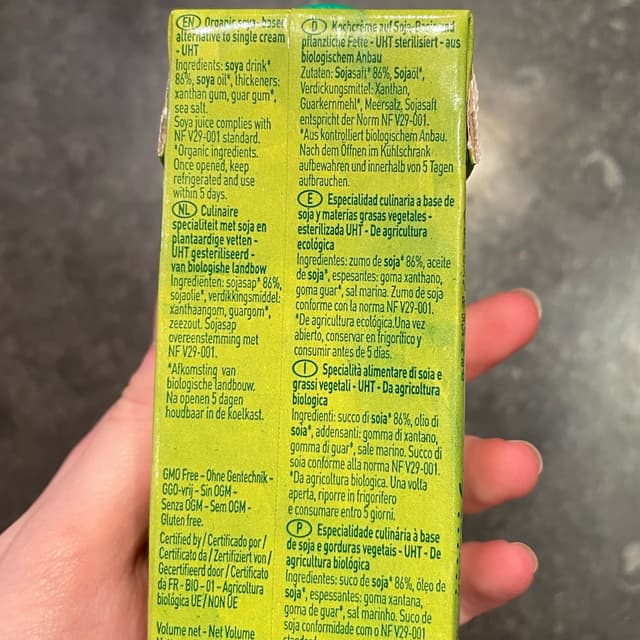 EN Organic soya-based
alternative to single cream
- UHT
Ingredients: soya drink*
86%, soya oil*, thickeners:
xanthan gum, guar gum*,
sea salt.
Soya juice complies with
NF V29-001 standard.
*Organic ingredients.
Once opened, keep
refrigerated and use
within 5 days.
NL Culinaire
specialiteit met soja en
plantaardige vetten -
UHT gesteriliseerd -
van biologishe landbow
Ingredienten: sojasap* 86%,
sojaolie*, verdikkingsmiddel:
xanthaangom, guargom*,
zeezout. Sojasap
overeenstemming met
NF V29-001.
*Afkomsting van
biologische landbouw.
Na openen 5 dagen
houdbaar in de koelkast.
GMO Free - Ohne Gentechnik -
GGO-vrij - Sin OGM -
Senza OGM - Sem OGM -
Gluten free.
Certified by / Certificado por /
Certificato da / Zertifiziert von /
Gecertifieerd door / Certificato
da FR - BIO - 01 - Agricoltura
biológica UE / NON UE
Volume net - Net Volume
D Kochcrème auf Soja-Basis und
pflanzliche Fette - UHT sterilisiert - aus
biologischem Anbau
Zutaten: Sojasaft* 86%, Sojaöl*,
Verdickungsmittel: Xanthan,
Guarkernmehl*, Meersalz. Sojasaft
entspricht der Norm NF V29-001.
*Aus kontrolliert biologischem Anbau.
Nach dem Öffnen im Kühlschrank
aufbewahren und innerhalb von 5 Tagen
aufbrauchen.
E Especialidad culinaria a base de
soja y materias grasas vegetales -
esterilizada UHT - De agricultura
ecológica
Ingredientes: zumo de soja* 86%, aceite
de soja*, espesantes: goma xanthano,
goma guar*, sal marina. Zumo de soja
conforme con la norma NF V29-001.
*De agricultura ecológica.Una vez
abierto, conservar en frigorífico y
consumir antes de 5 dias.
I Specialità alimentare di soia e
grassi vegetali - UHT - Da agricoltura
biologica
Ingredienti: succo di soia* 86%, olio di
soia*, addensanti: gomma di xantano,
gomma di guar*, sale marino. Succo di
soia conforme alla norma NF V29-001.
*Da agricoltura biologica. Una volta
aperta, riporre in frigorifero
e consumare entro 5 giorni.
P Especialidade culinária à base
de soja e gorduras vegetais - UHT - De
agricultura biológica
Ingredientes: suco de soja* 86%, óleo de
soja*, espessantes: goma xantana,
goma de guar*, sal marinho. Suco de
soja conformidade com o NF V29-001